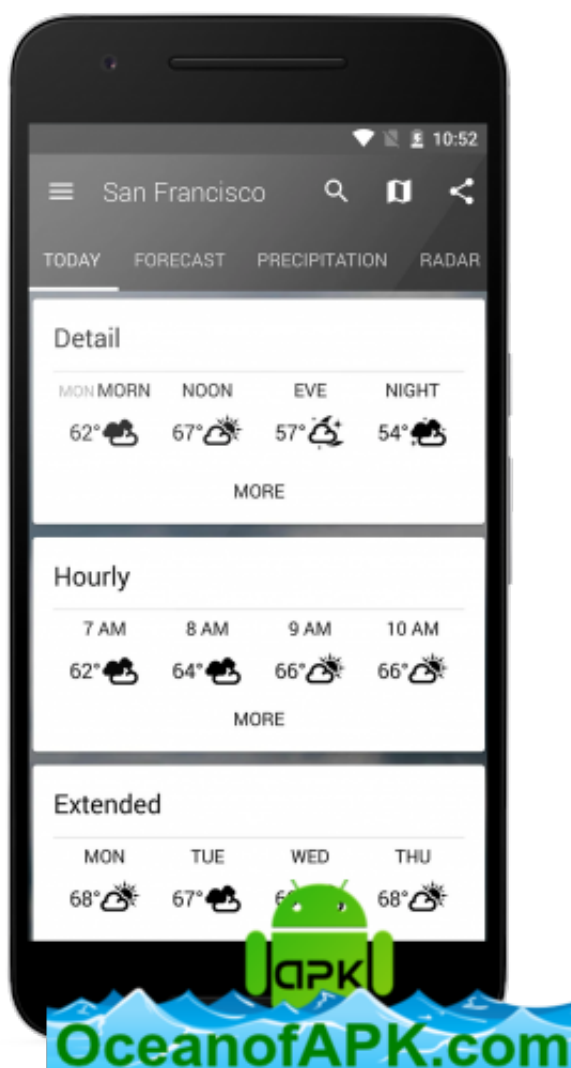 10:52
San Francisco
TODAY FORECAST PRECIPITATION RADAR
Detail
MON MORN NOON EVE NIGHT
62° 67° 57° 54°
MORE
Hourly
7 AM 8 AM 9 AM 10 AM
62° 64° 66° 66°
MORE
Extended
MON TUE WED THU
68° 67° 68°
APK
OceanofAPK.com